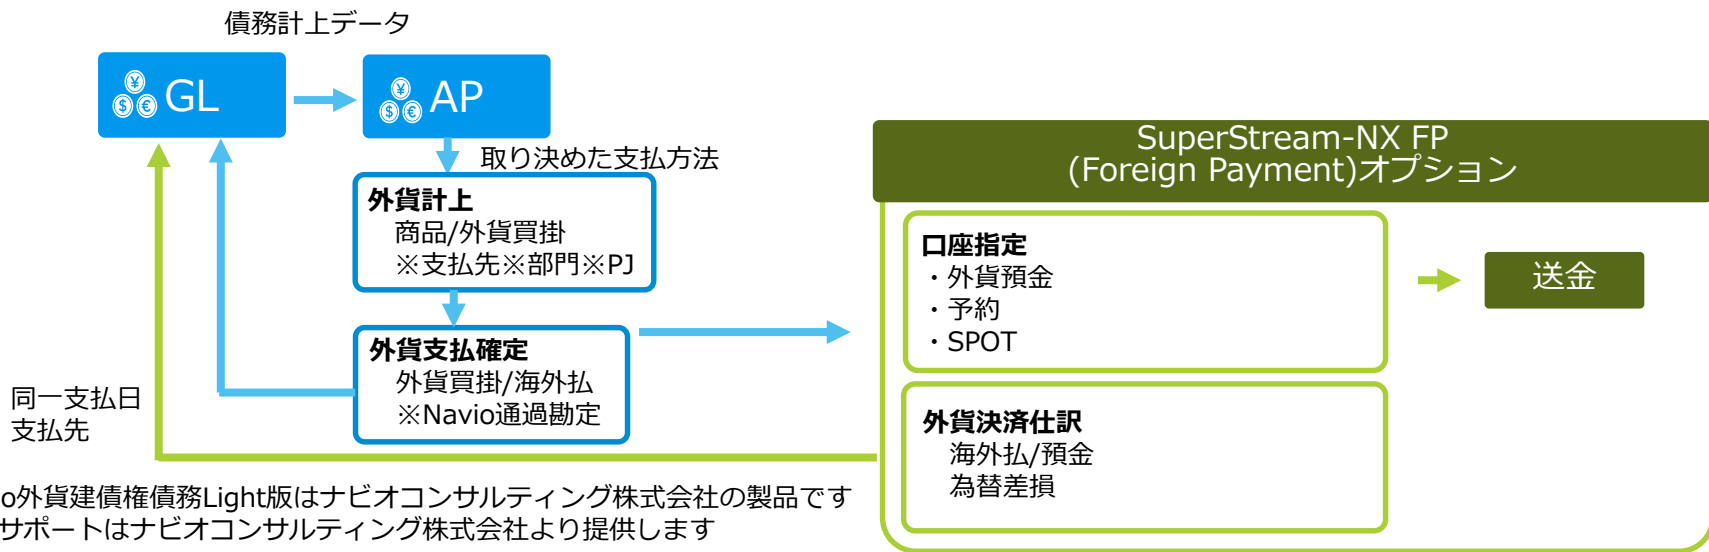 債務計上データ
GL
AP
取り決めた支払方法
外貨計上
商品/外貨買掛
※支払先※部門※PJ
外貨支払確定
外貨買掛/海外払
※Navio通過勘定
同一支払日
支払先
SuperStream-NX FP
(Foreign Payment)オプション
口座指定
・外貨預金
・予約
・SPOT
送金
外貨決済仕訳
海外払/預金
為替差損
o外貨建債権債務Light版はナビオコンサルティング株式会社の製品です
サポートはナビオコンサルティング株式会社より提供します